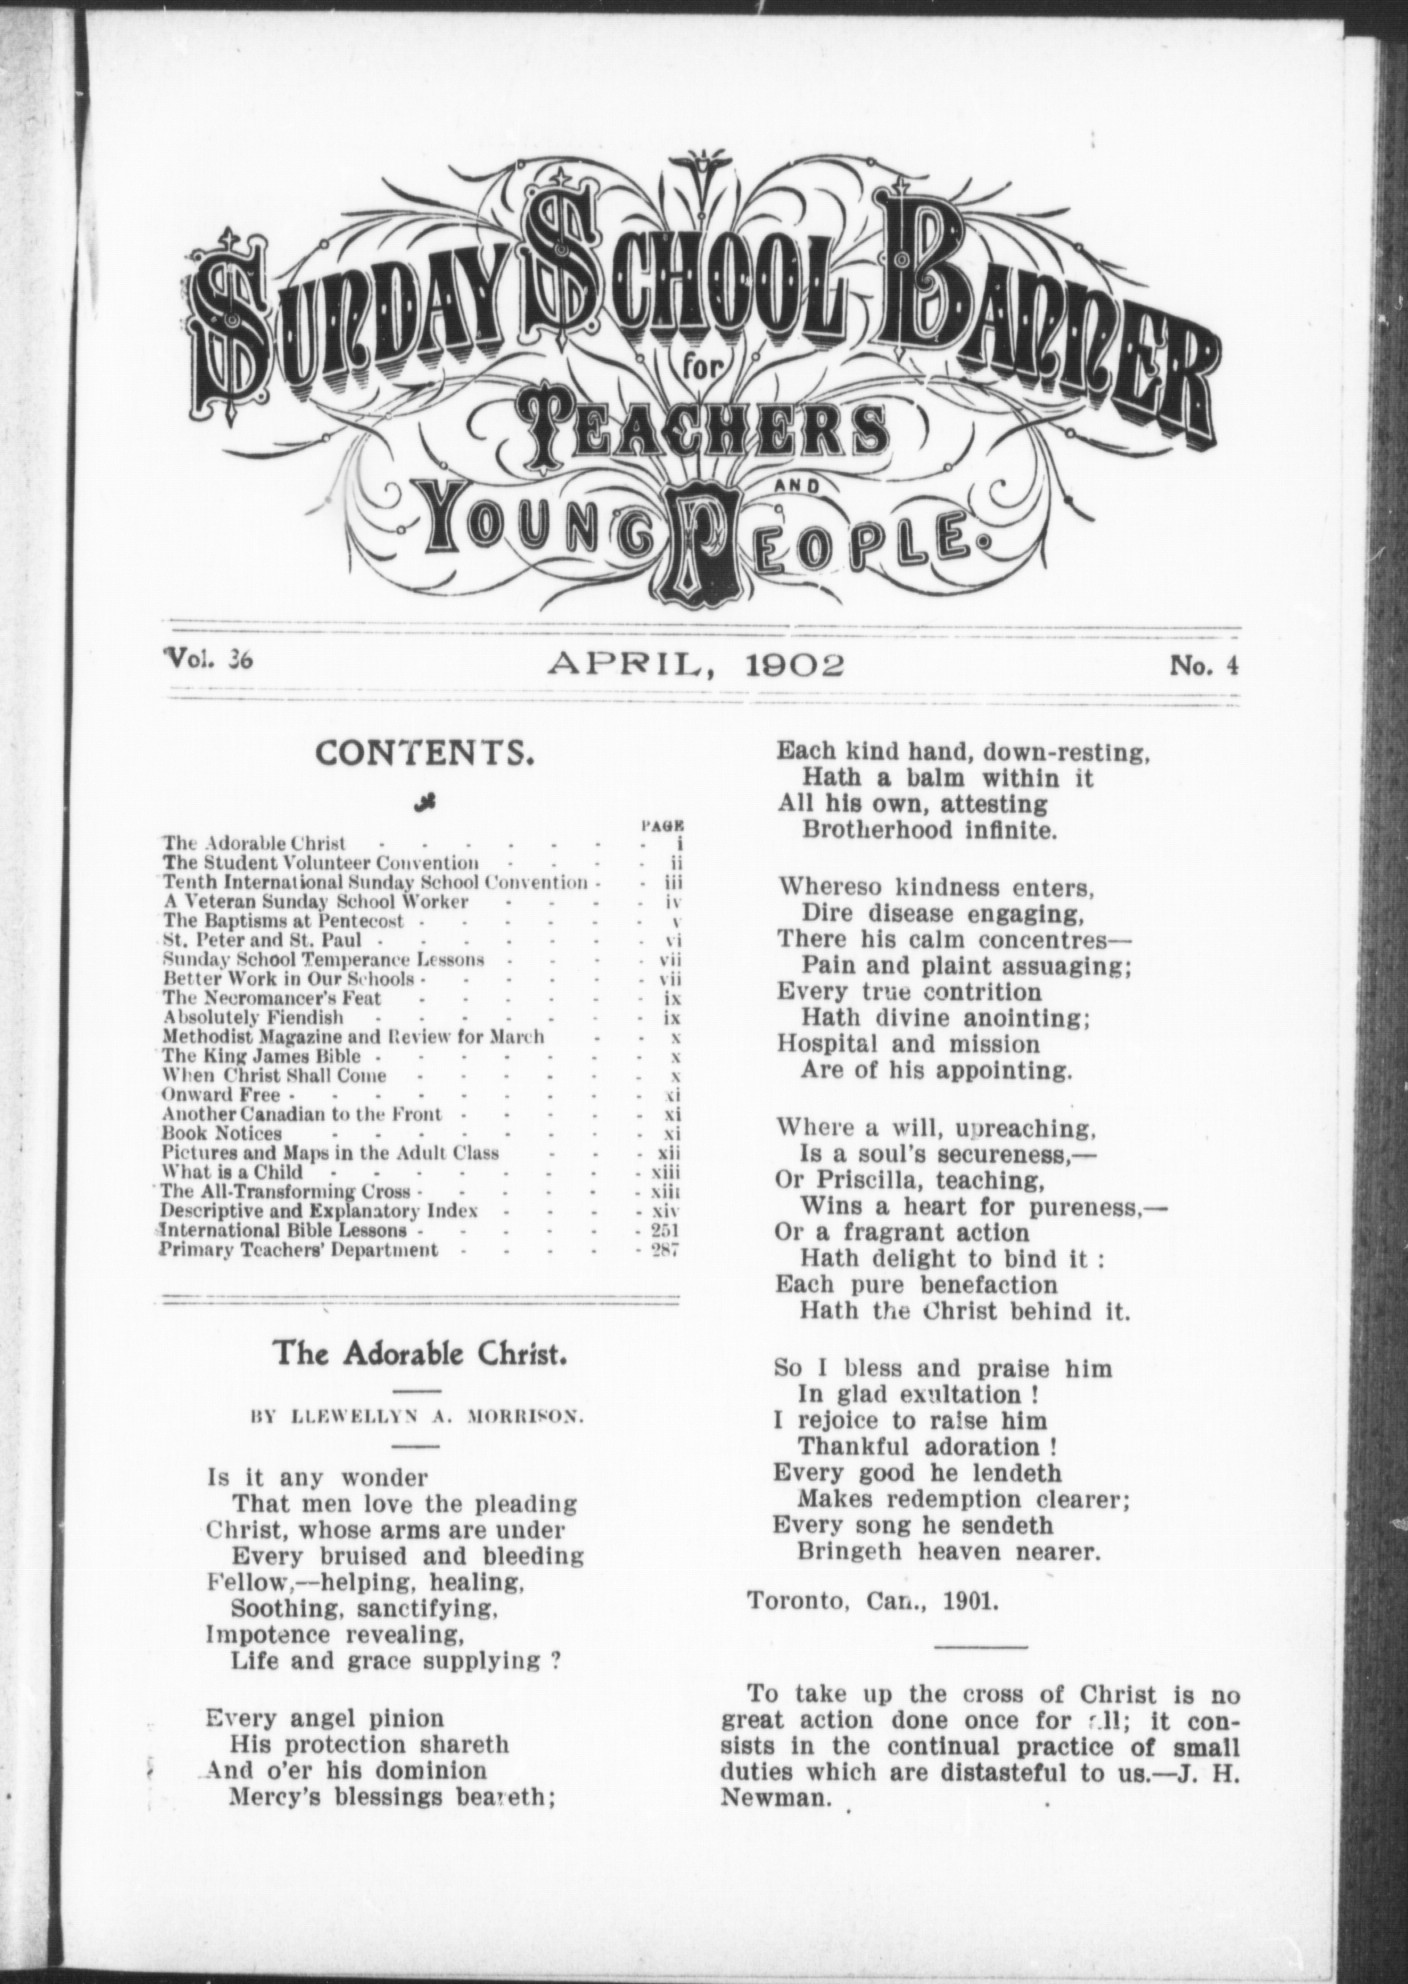 SUNDAY SCHOOL BANNER
for
TEACHERS
AND
YOUNG PEOPLE.
Vol. 36 APRIL, 1902 No. 4
CONTENTS.
PAGE
The Adorable Christ - - - - - - - i
The Student Volunteer Convention - - - - ii
Tenth International Sunday School Convention - - iii
A Veteran Sunday School Worker - - - - iv
The Baptisms at Pentecost - - - - - - v
St. Peter and St. Paul - - - - - - - vi
Sunday School Temperance Lessons - - - - vii
Better Work in Our Schools - - - - - - vii
The Necromancer's Feat - - - - - - ix
Absolutely Fiendish - - - - - - - ix
Methodist Magazine and Review for March - - x
The King James Bible - - - - - - - x
When Christ Shall Come - - - - - - x
Onward Free - - - - - - - - - xi
Another Canadian to the Front - - - - - xi
Book Notices - - - - - - - - xi
Pictures and Maps in the Adult Class - - - xii
What is a Child - - - - - - - - xiii
The All-Transforming Cross - - - - - - xiii
Descriptive and Explanatory Index - - - - xiv
International Bible Lessons - - - - - - 251
Primary Teachers' Department - - - - - 287
The Adorable Christ.
BY LLEWELLYN A. MORRISON.
Is it any wonder
That men love the pleading
Christ, whose arms are under
Every bruised and bleeding
Fellow,—helping, healing,
Soothing, sanctifying,
Impotence revealing,
Life and grace supplying ?
Every angel pinion
His protection shareth
And o'er his dominion
Mercy's blessings beareth;
Each kind hand, down-resting,
Hath a balm within it
All his own, attesting
Brotherhood infinite.
Whereso kindness enters,
Dire disease engaging,
There his calm concentres—
Pain and plaint assuaging;
Every true contrition
Hath divine anointing;
Hospital and mission
Are of his appointing.
Where a will, upreaching,
Is a soul's secureness,—
Or Priscilla, teaching,
Wins a heart for pureness,—
Or a fragrant action
Hath delight to bind it :
Each pure benefaction
Hath the Christ behind it.
So I bless and praise him
In glad exultation !
I rejoice to raise him
Thankful adoration !
Every good he lendeth
Makes redemption clearer;
Every song he sendeth
Bringeth heaven nearer.
Toronto, Can., 1901.
To take up the cross of Christ is no
great action done once for all; it con-
sists in the continual practice of small
duties which are distasteful to us.—J. H.
Newman.